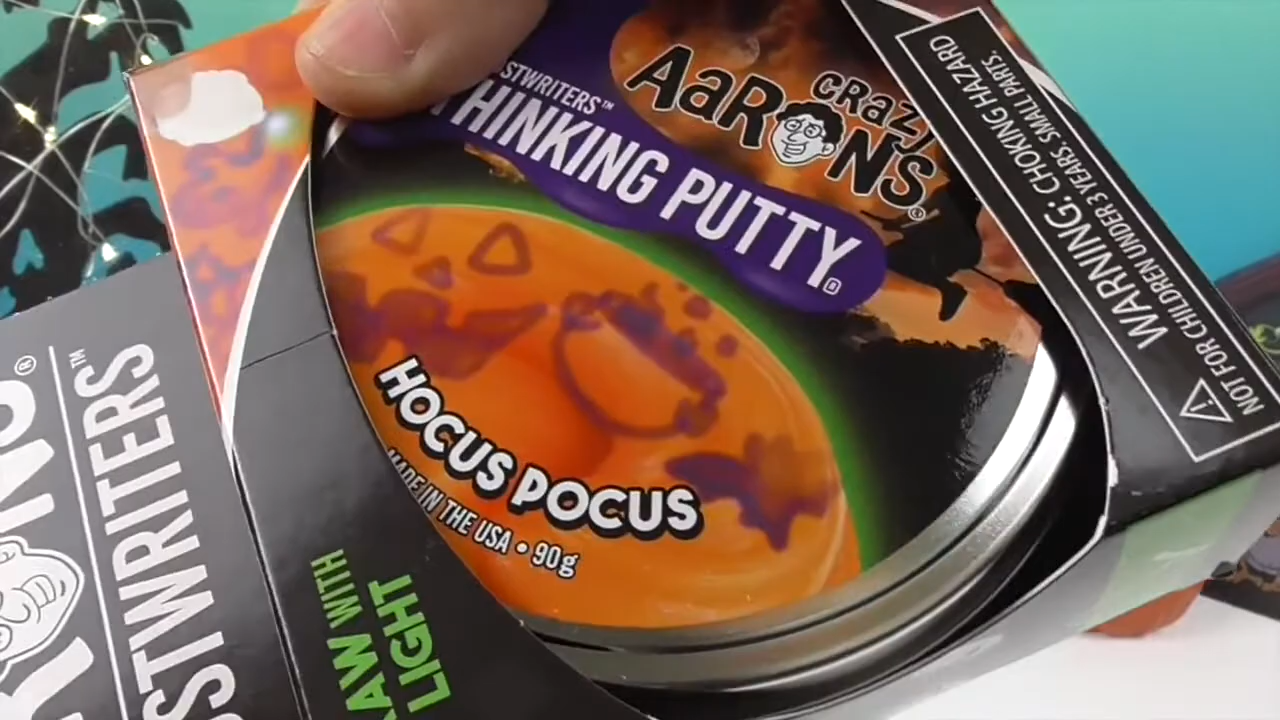 CRAZY
AARONS®
STWRITERS™
THINKING PUTTY®
HOCUS POCUS
MADE IN THE USA • 90g
WARNING: CHOKING HAZARD
NOT FOR CHILDREN UNDER 3 YEARS. SMALL PARTS.
STWRITERS™
WITH
LIGHT